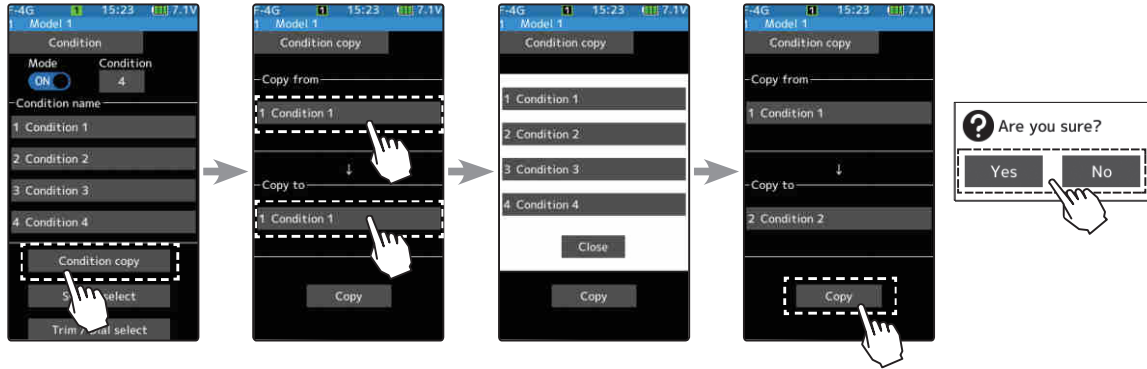 F-4G 1 15:23 7.1V
1 Model 1
Condition
Mode Condition
ON 4
Condition name
1 Condition 1
2 Condition 2
3 Condition 3
4 Condition 4
Condition copy
select
Trim / Dial select
F-4G 1 15:23 7.1V
1 Model 1
Condition copy
Copy from
1 Condition 1
↓
Copy to
1 Condition 1
Copy
F-4G 1 15:23 7.1V
1 Model 1
Condition copy
1 Condition 1
2 Condition 2
3 Condition 3
4 Condition 4
Close
Copy
F-4G 1 15:23 7.1V
1 Model 1
Condition copy
Copy from
1 Condition 1
↓
Copy to
2 Condition 2
Copy
? Are you sure?
Yes No